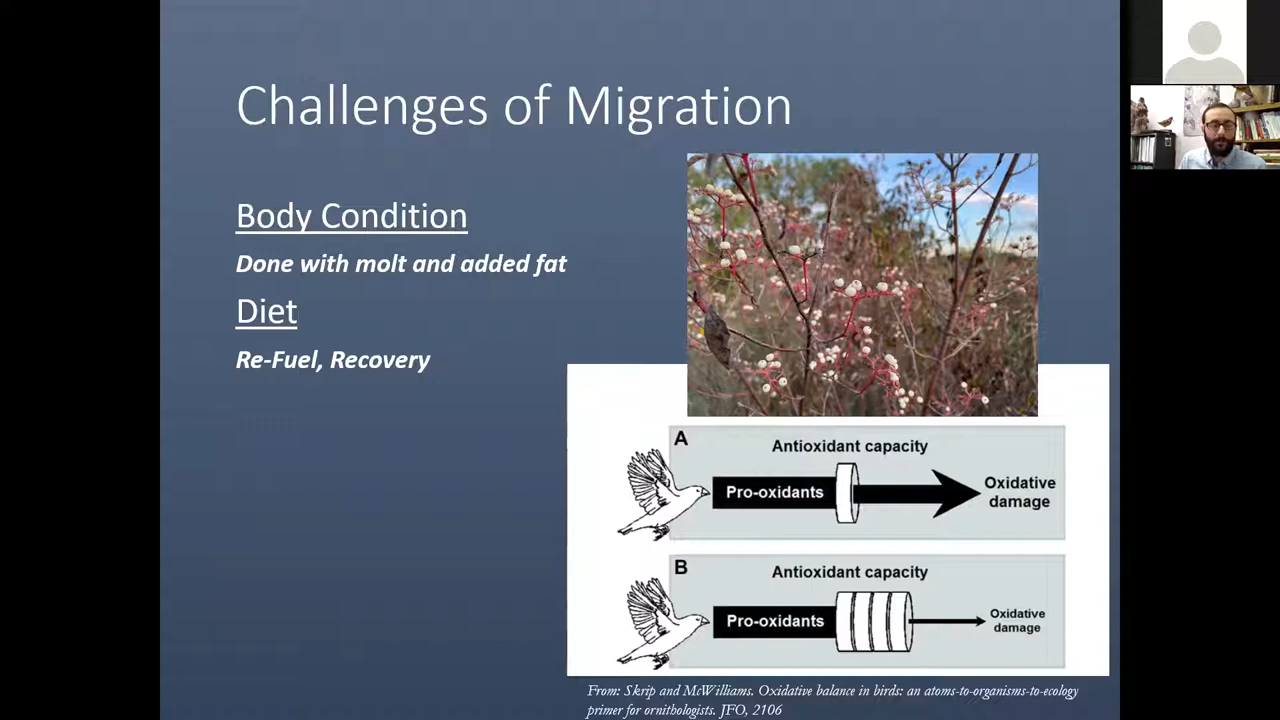 Challenges of Migration
Body Condition
Done with molt and added fat
Diet
Re-Fuel, Recovery
A
Antioxidant capacity
Pro-oxidants
Oxidative
damage
B
Antioxidant capacity
Pro-oxidants
Oxidative
damage
From: Skrip and McWilliams. Oxidative balance in birds: an atoms-to-organisms-to-ecology
primer for ornithologists. JFO, 2106